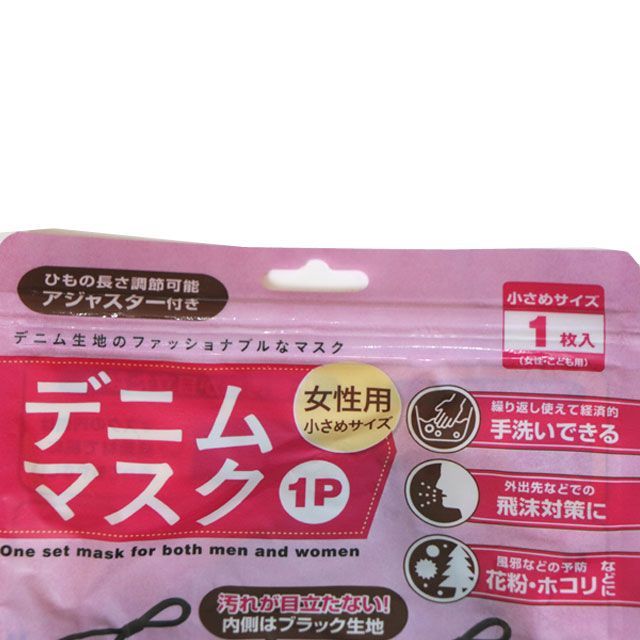 ひもの長さ調節可能
アジャスター付き
小さめサイズ
1枚入
(女性・こども用)
デニム生地のファッショナブルなマスク
デニム
マスク
1P
女性用
小さめサイズ
繰り返し使えて経済的
手洗いできる
外出先などでの
飛沫対策に
風邪などの予防
花粉・ホコリ
などに
One set mask for both men and women
汚れが目立たない!
内側はブラック生地